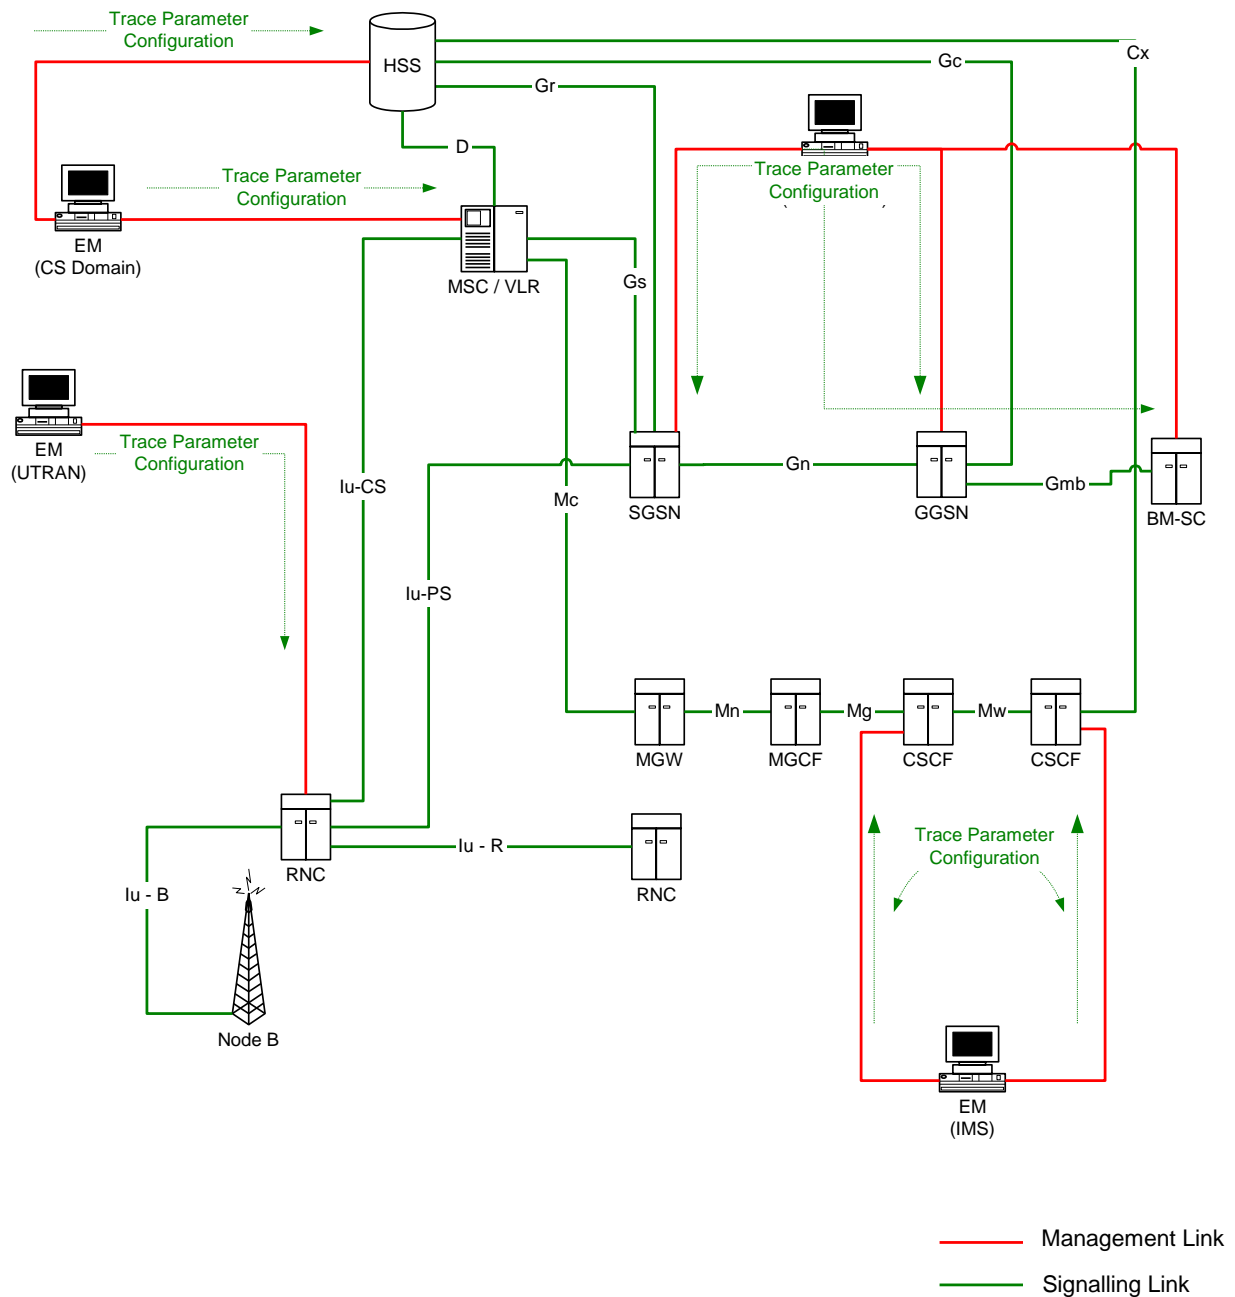 Trace Parameter
Configuration
HSS
Cx
Gc
Gr
D
Trace Parameter
Configuration
Trace Parameter
Configuration
EM
(CS Domain)
MSC / VLR
Gs
EM
(UTRAN)
Trace Parameter
Configuration
Iu-CS
Mc
SGSN
Gn
GGSN
Gmb
BM-SC
Iu-PS
Mn
Mg
Mw
MGW
MGCF
CSCF
CSCF
Iu - R
RNC
RNC
Trace Parameter
Configuration
Iu - B
Node B
EM
(IMS)
Management Link
Signalling Link